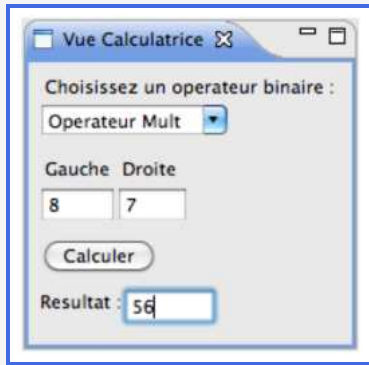 Vue Calculatrice
Choisissez un operateur binaire :
Operateur Mult
Gauche Droite
8 7
Calculer
Resultat : 56